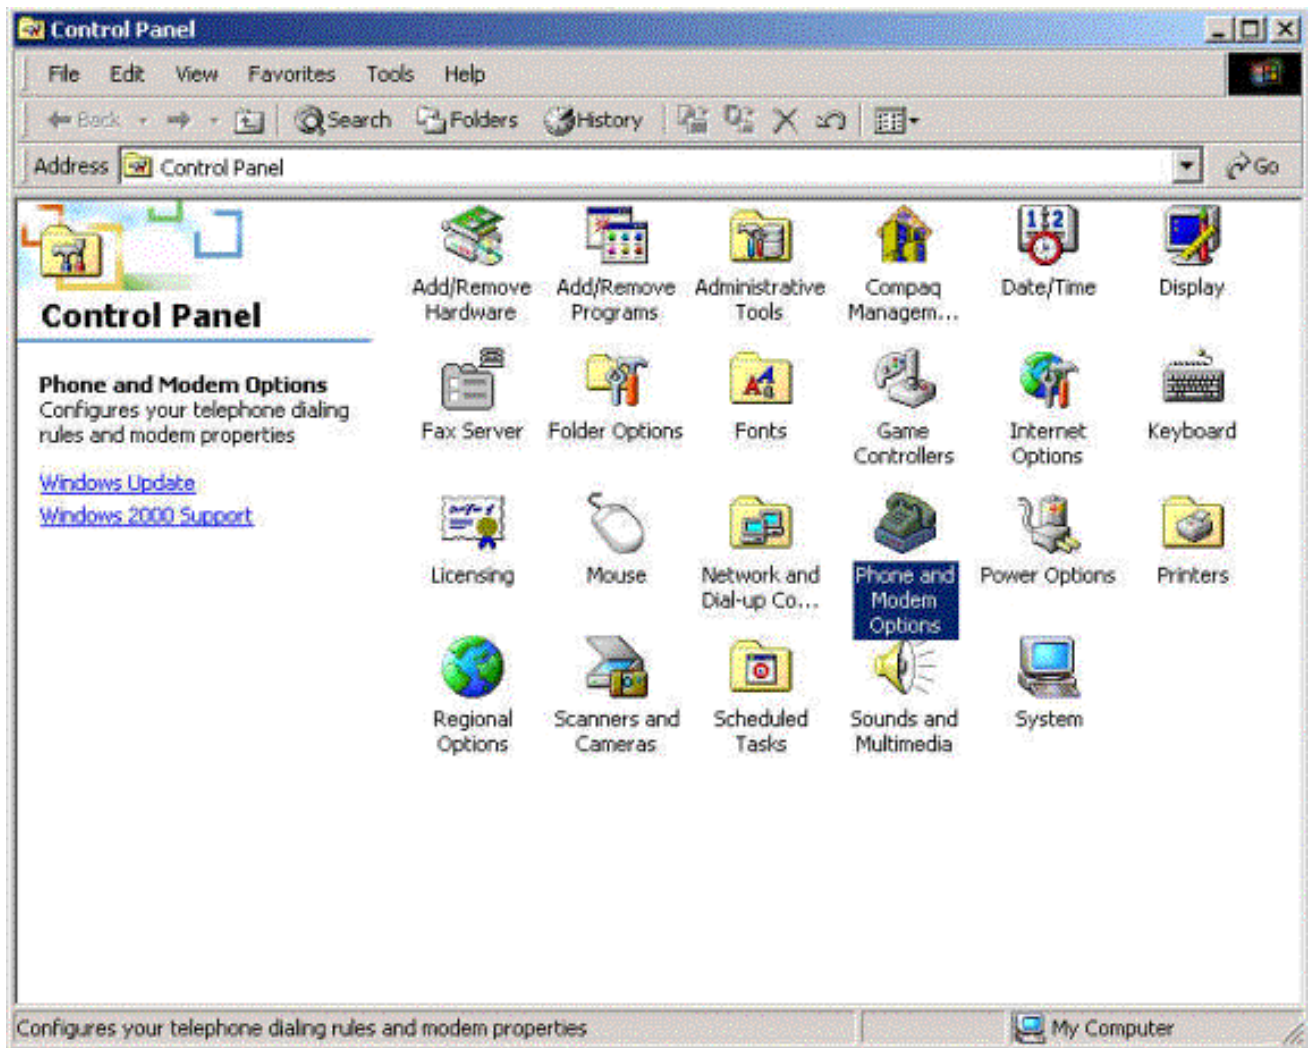 Control Panel
File Edit View Favorites Tools Help
Back Search Folders History
Address Control Panel Go
Control Panel
Phone and Modem Options
Configures your telephone dialing
rules and modem properties
Windows Update
Windows 2000 Support
Add/Remove
Hardware
Add/Remove
Programs
Administrative
Tools
Compaq
Managem...
Date/Time
Display
Fax Server
Folder Options
Fonts
Game
Controllers
Internet
Options
Keyboard
Licensing
Mouse
Network and
Dial-up Co...
Phone and
Modem
Options
Power Options
Printers
Regional
Options
Scanners and
Cameras
Scheduled
Tasks
Sounds and
Multimedia
System
Configures your telephone dialing rules and modem properties My Computer